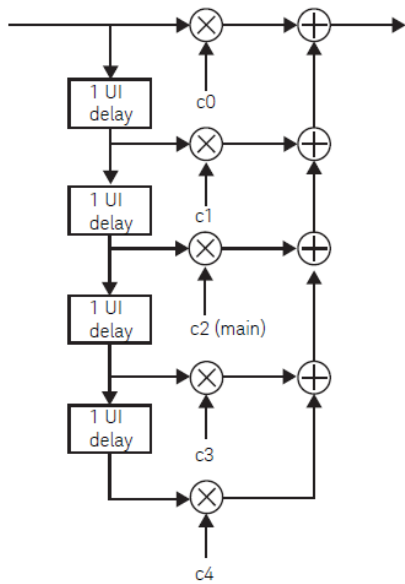 1 UI
delay
c0
1 UI
delay
c1
1 UI
delay
c2 (main)
1 UI
delay
c3
c4